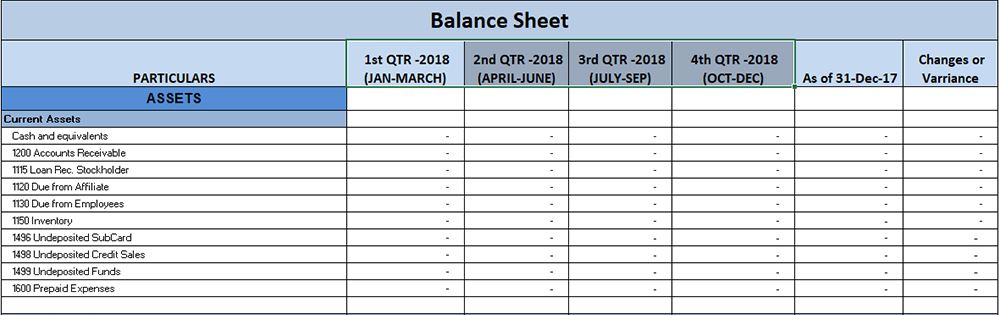 Balance Sheet
PARTICULARS 1st QTR -2018 (JAN-MARCH) 2nd QTR -2018 (APRIL-JUNE) 3rd QTR -2018 (JULY-SEP) 4th QTR -2018 (OCT-DEC) As of 31-Dec-17 Changes or Varriance
ASSETS
Current Assets
Cash and equivalents - - - - - -
1200 Accounts Receivable - - - - - -
1115 Loan Rec. Stockholder - - - - - -
1120 Due from Affiliate - - - - - -
1130 Due from Employees - - - - - -
1150 Inventory - - - - - -
1496 Undeposited SubCard - - - - - -
1498 Undeposited Credit Sales - - - - - -
1499 Undeposited Funds - - - - - -
1600 Prepaid Expenses - - - - - -